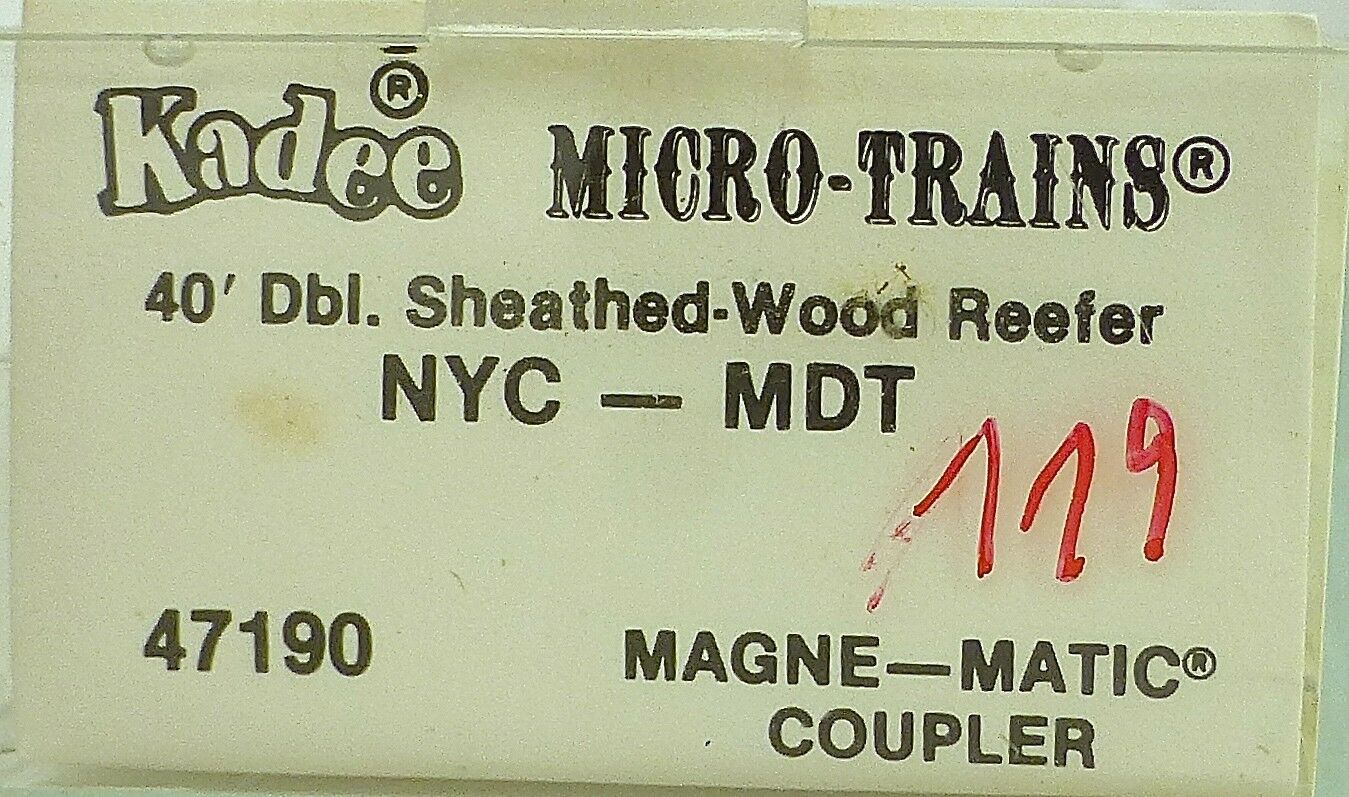 Kadee® MICRO-TRAINS®
40' Dbl. Sheathed-Wood Reefer
NYC — MDT
119
47190
MAGNE—MATIC®
COUPLER